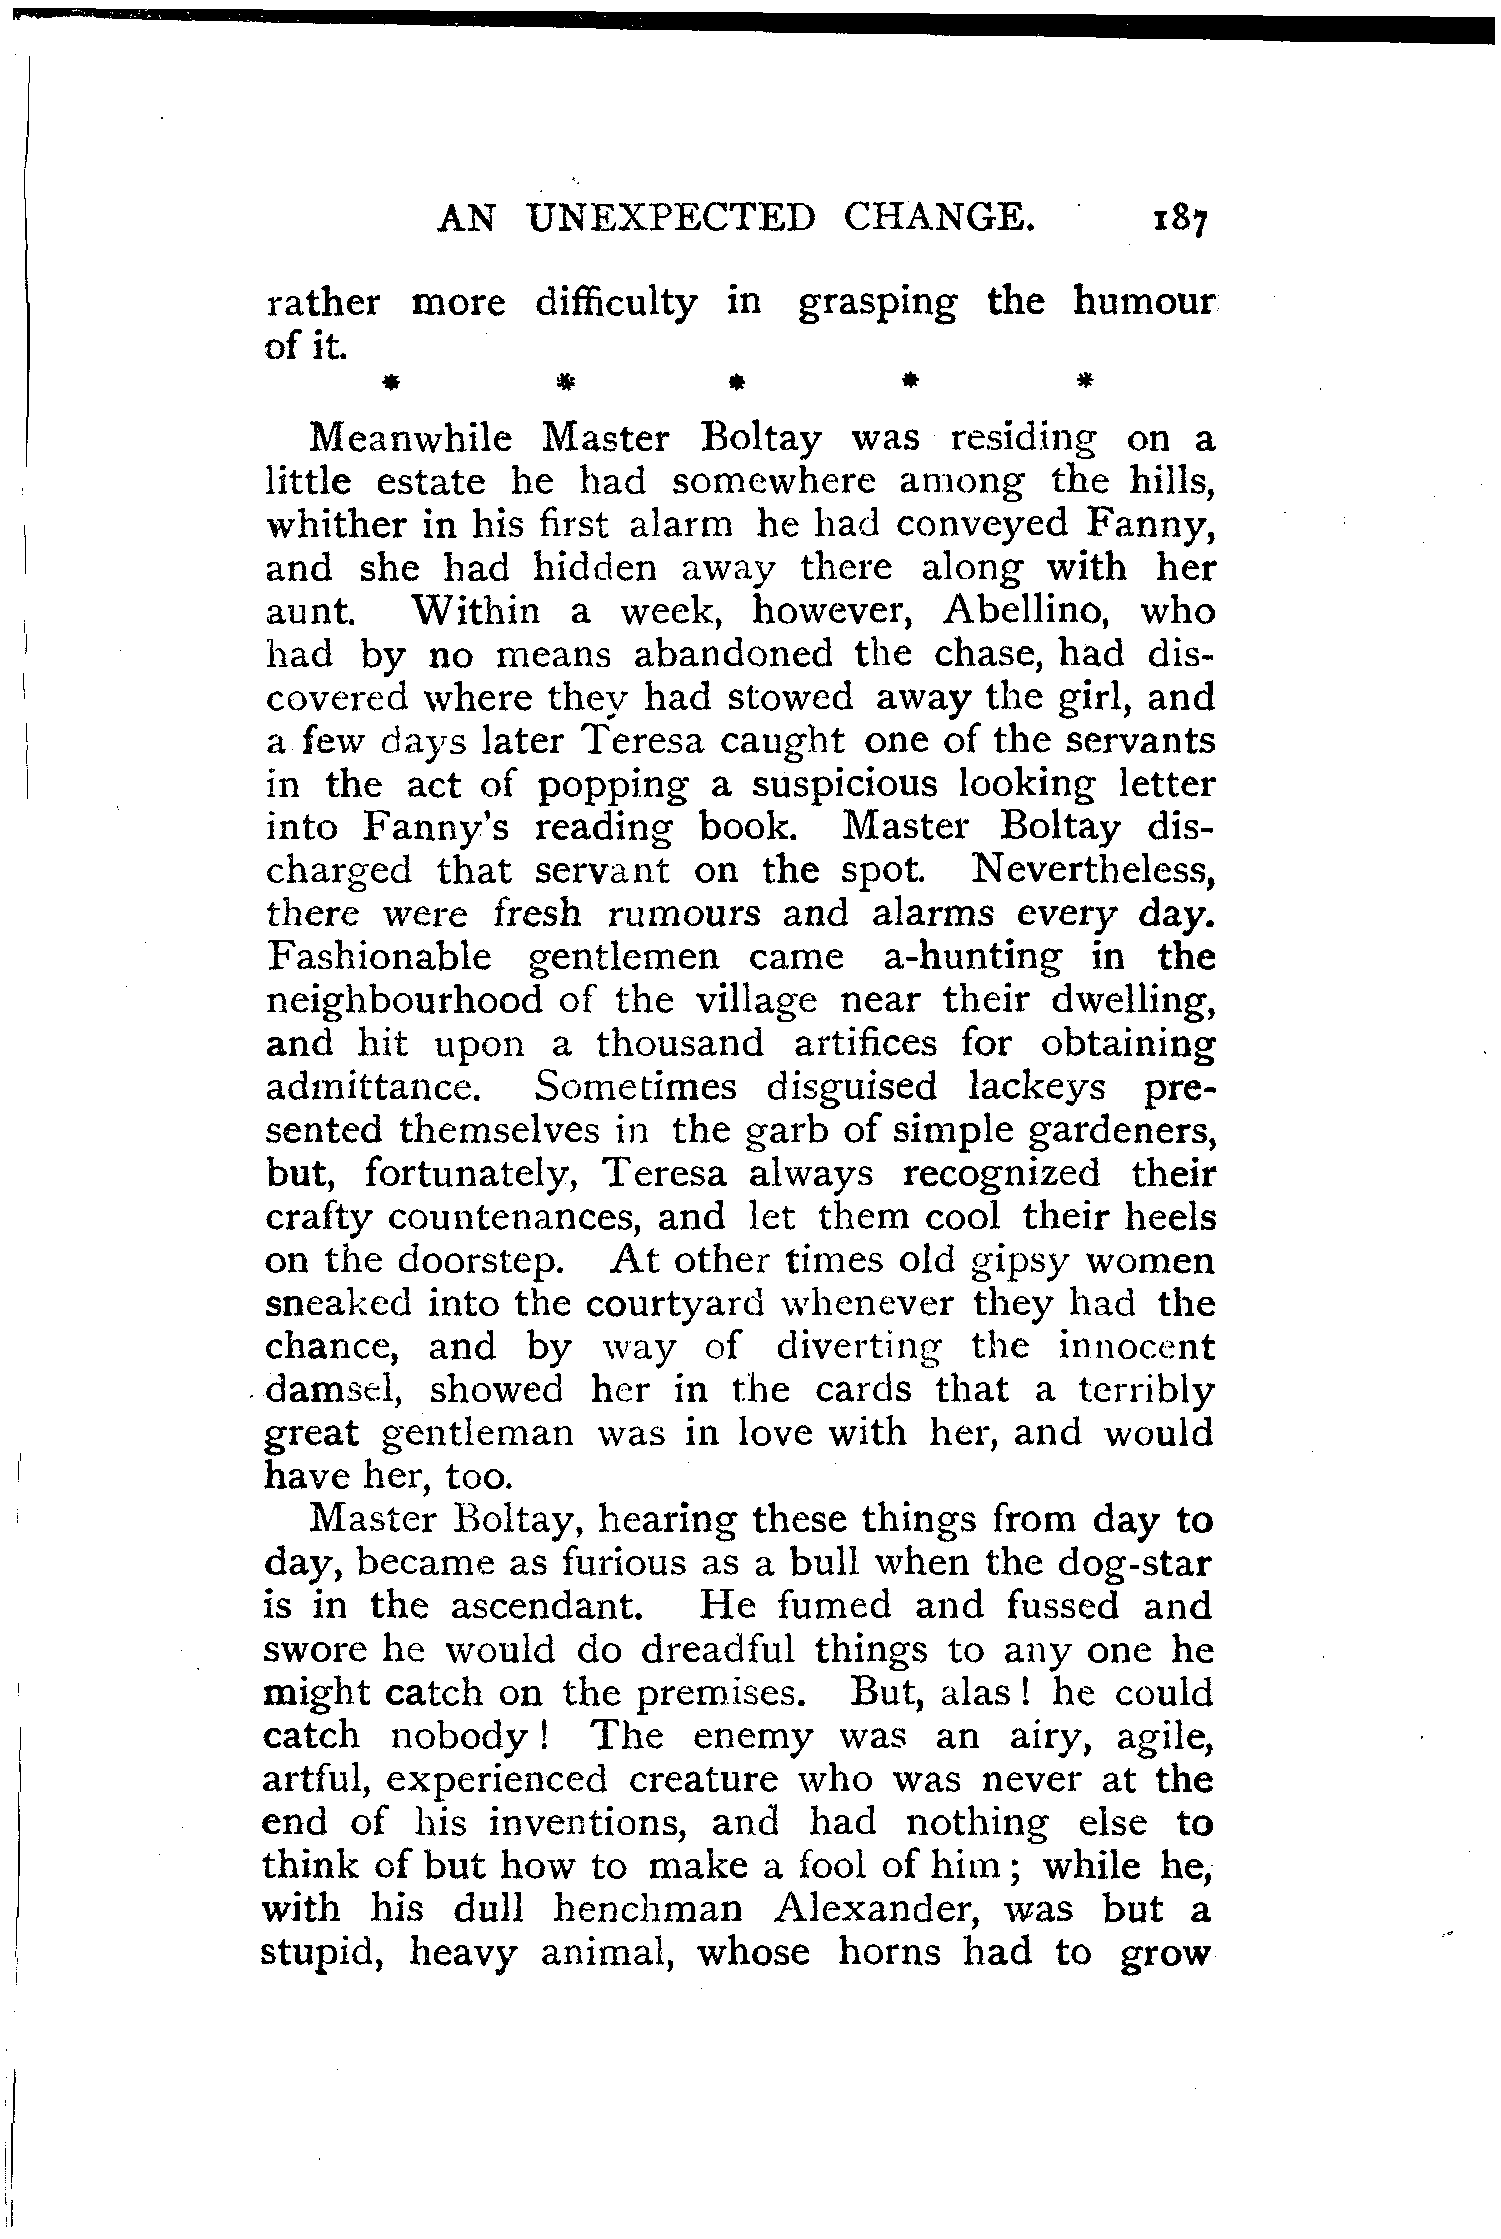 AN UNEXPECTED CHANGE. 187
rather more difficulty in grasping the humour
of it.
* * * * *
Meanwhile Master Boltay was residing on a
little estate he had somewhere among the hills,
whither in his first alarm he had conveyed Fanny,
and she had hidden away there along with her
aunt. Within a week, however, Abellino, who
had by no means abandoned the chase, had dis-
covered where they had stowed away the girl, and
a few days later Teresa caught one of the servants
in the act of popping a suspicious looking letter
into Fanny's reading book. Master Boltay dis-
charged that servant on the spot. Nevertheless,
there were fresh rumours and alarms every day.
Fashionable gentlemen came a-hunting in the
neighbourhood of the village near their dwelling,
and hit upon a thousand artifices for obtaining
admittance. Sometimes disguised lackeys pre-
sented themselves in the garb of simple gardeners,
but, fortunately, Teresa always recognized their
crafty countenances, and let them cool their heels
on the doorstep. At other times old gipsy women
sneaked into the courtyard whenever they had the
chance, and by way of diverting the innocent
damsel, showed her in the cards that a terribly
great gentleman was in love with her, and would
have her, too.
Master Boltay, hearing these things from day to
day, became as furious as a bull when the dog-star
is in the ascendant. He fumed and fussed and
swore he would do dreadful things to any one he
might catch on the premises. But, alas! he could
catch nobody! The enemy was an airy, agile,
artful, experienced creature who was never at the
end of his inventions, and had nothing else to
think of but how to make a fool of him; while he,
with his dull henchman Alexander, was but a
stupid, heavy animal, whose horns had to grow